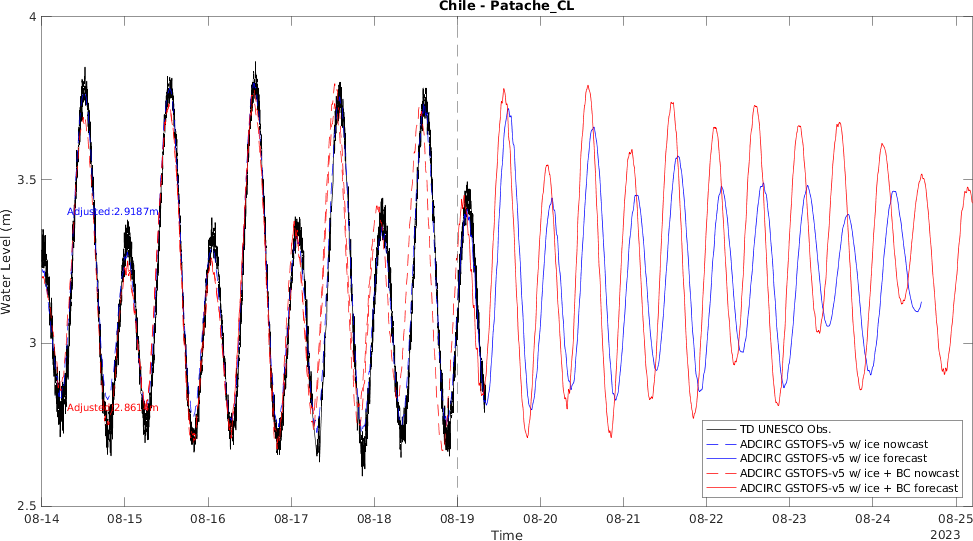 Chile - Patache_CL
4
3.5
3
2.5
Water Level (m)
Adjusted:2.9187m
TD UNESCO Obs.
ADCIRC GSTOFS-v5 w/ ice nowcast
ADCIRC GSTOFS-v5 w/ ice forecast
ADCIRC GSTOFS-v5 w/ ice + BC nowcast
ADCIRC GSTOFS-v5 w/ ice + BC forecast
08-14 08-15 08-16 08-17 08-18 08-19 08-20 08-21 08-22 08-23 08-24 08-25
Time
2023